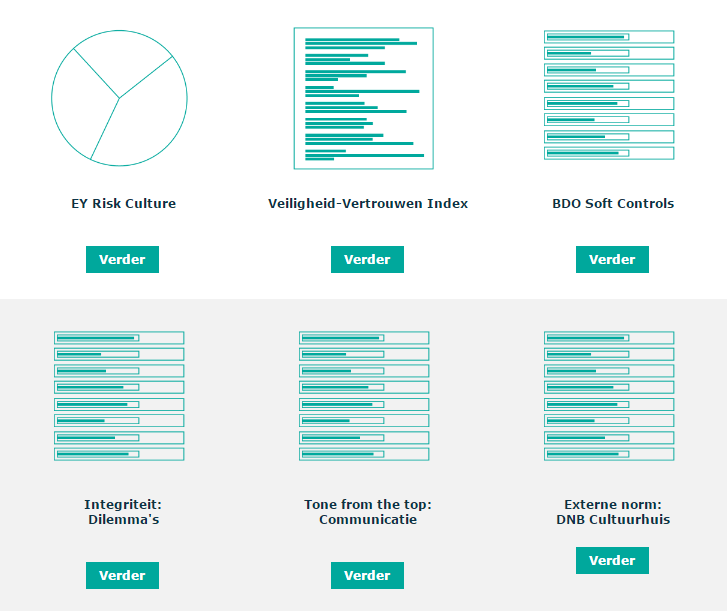 EY Risk Culture
Veiligheid-Vertrouwen Index
BDO Soft Controls
Verder
Verder
Verder
Integriteit:
Dilemma's
Tone from the top:
Communicatie
Externe norm:
DNB Cultuurhuis
Verder
Verder
Verder